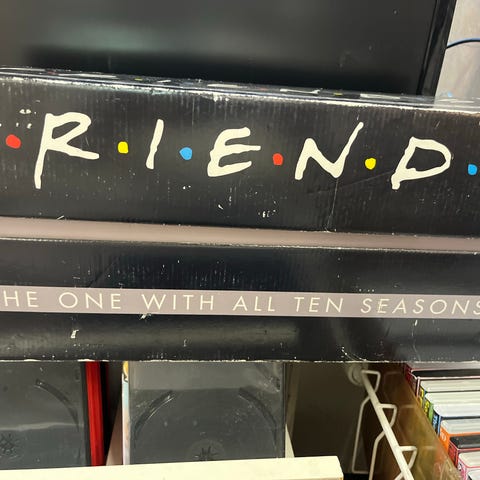 R•I•E•N•D•
HE ONE WITH ALL TEN SEASONS